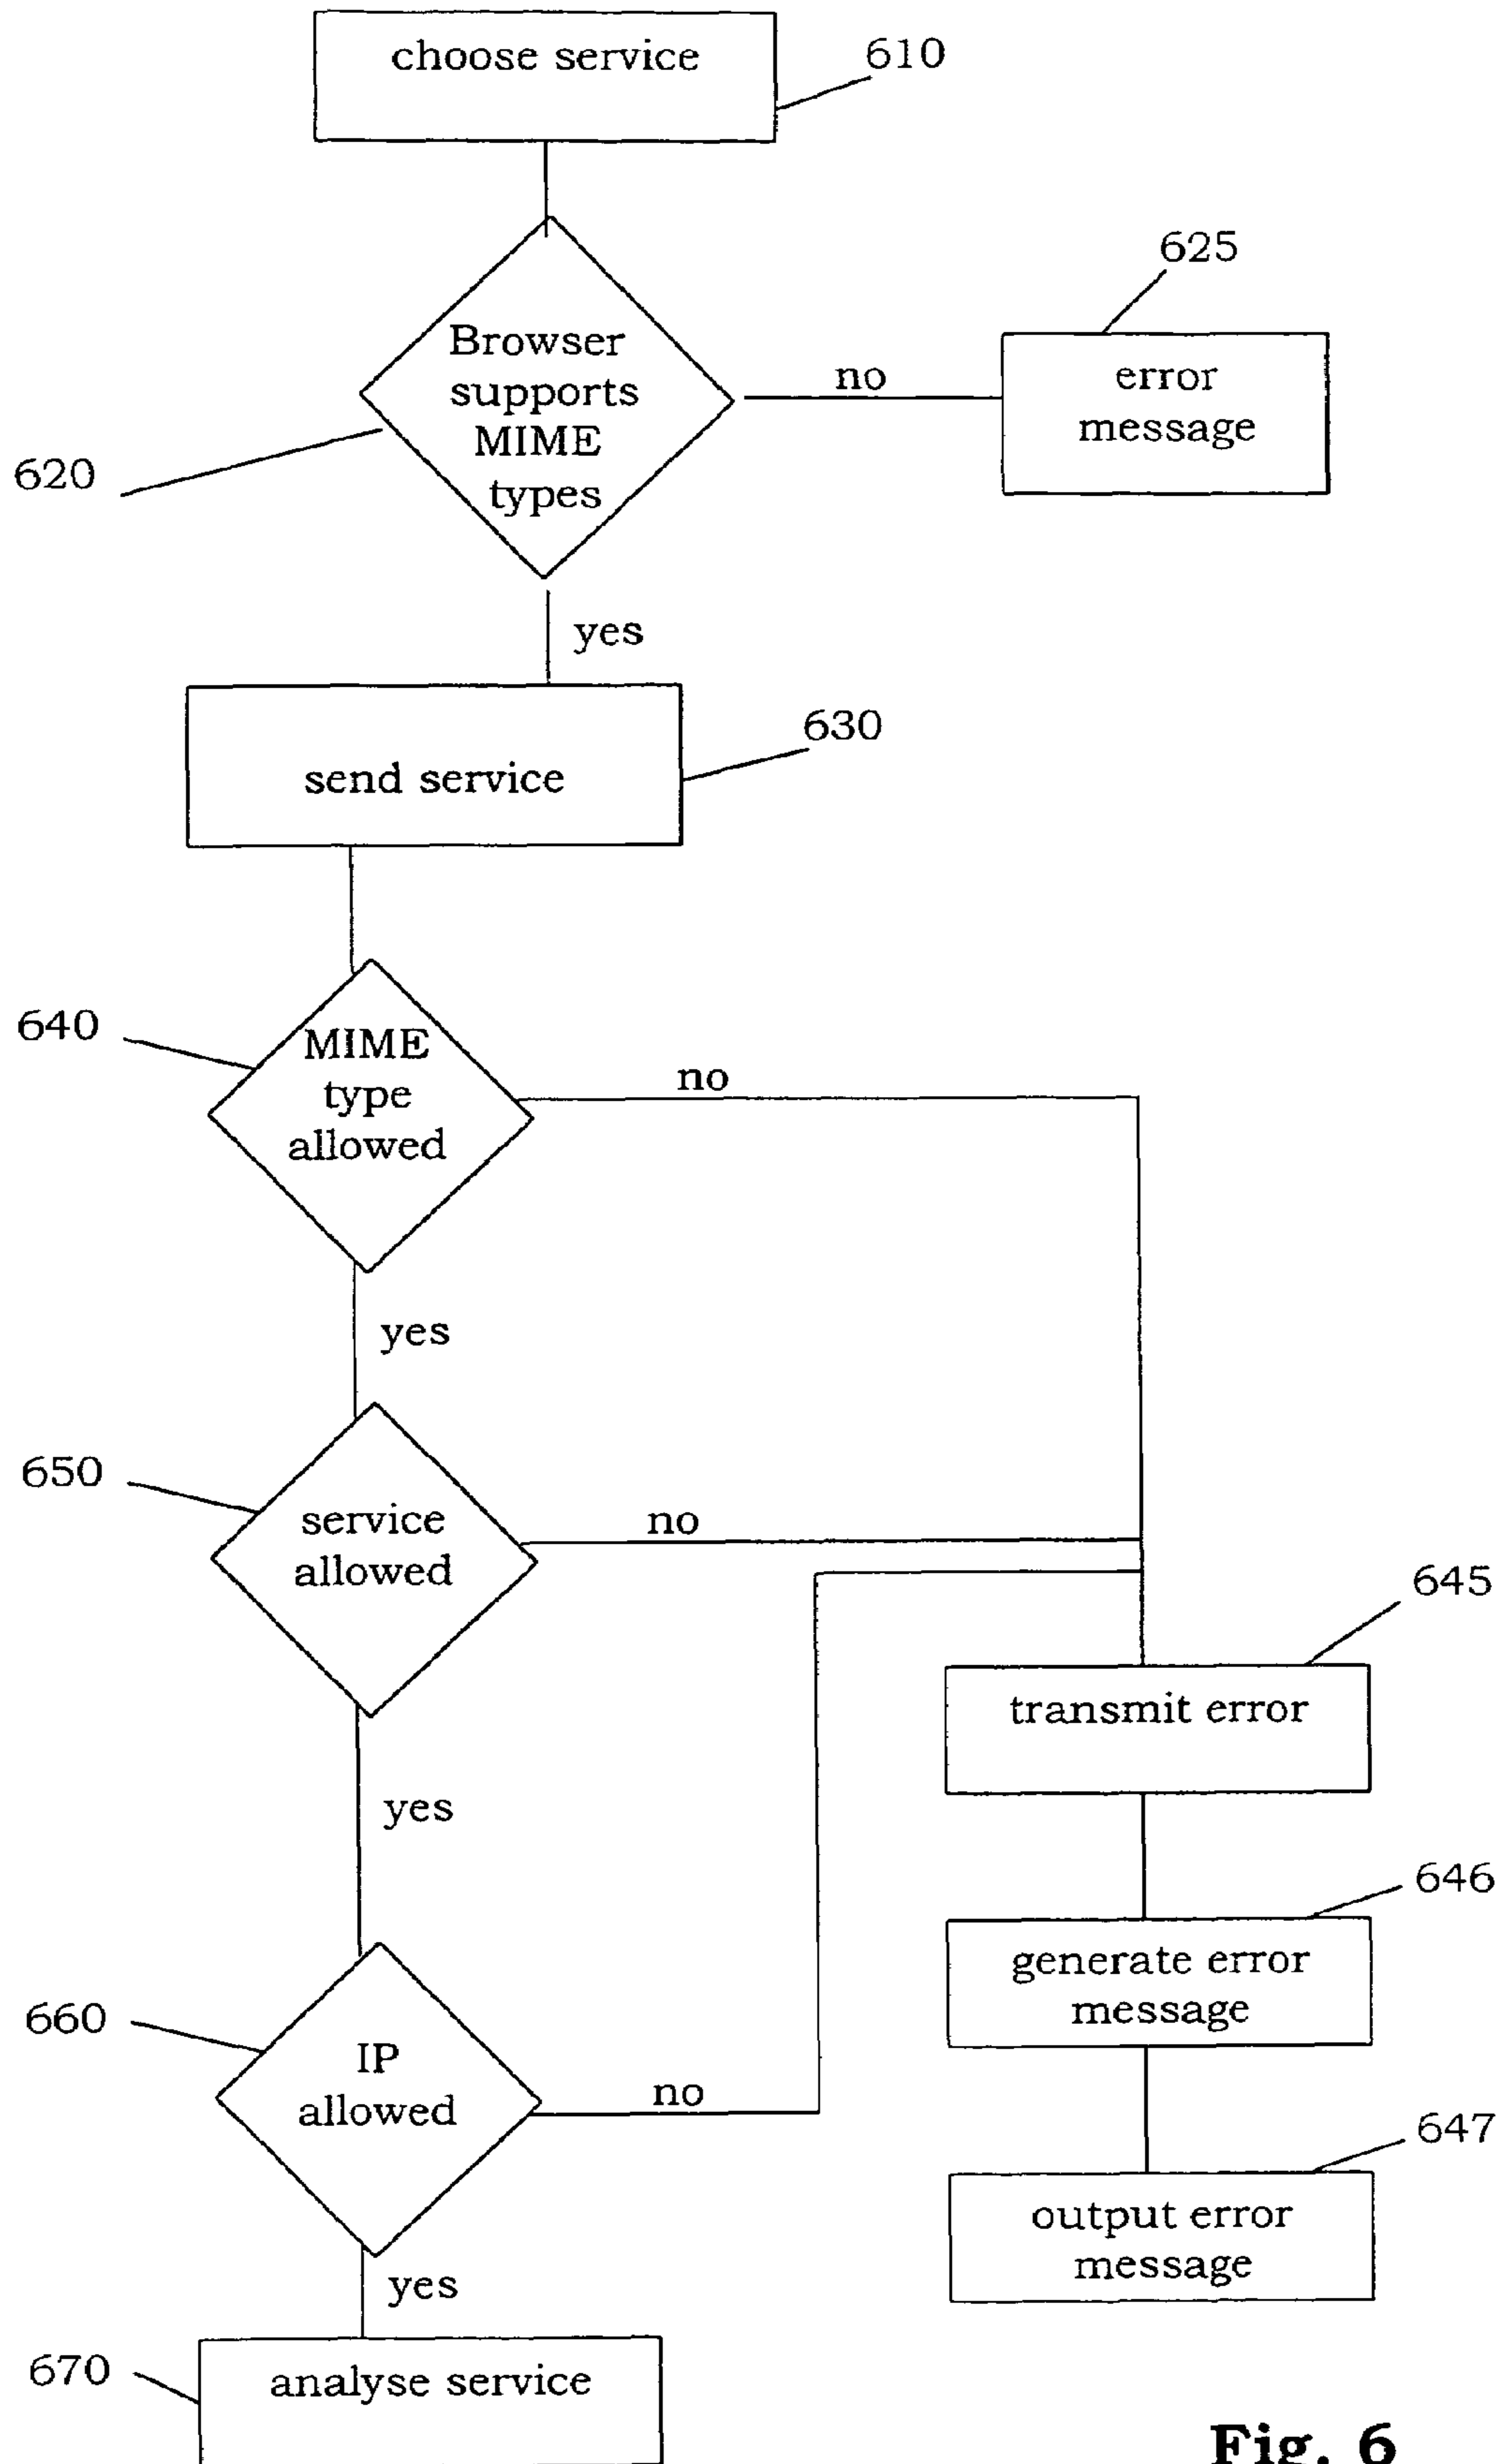 choose service
610
625
Browser
supports
MIME
types
no
error
message
620
yes
630
send service
640
MIME
type
allowed
no
yes
650
service
allowed
no
645
transmit error
yes
646
generate error
message
660
IP
allowed
no
647
output error
message
yes
670
analyse service
Fig. 6